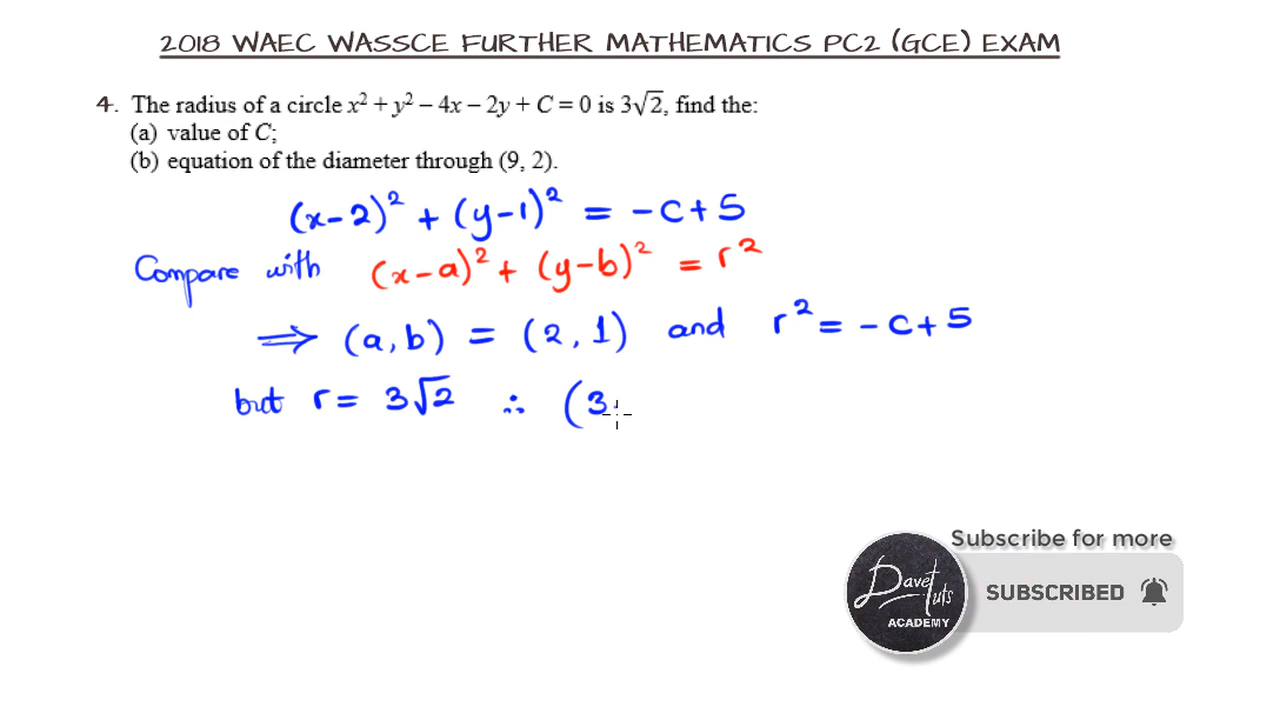 2018 WAEC WASSCE FURTHER MATHEMATICS PC2 (GCE) EXAM
4. The radius of a circle x² + y² – 4x – 2y + C = 0 is 3√2, find the:
(a) value of C;
(b) equation of the diameter through (9, 2).
(x-2)² + (y-1)² = -c+5
Compare with (x-a)² + (y-b)² = r²
⟹ (a,b) = (2,1) and r² = -c+5
but r = 3√2 ∴ (3
Subscribe for more
SUBSCRIBED
Dave Tuts
ACADEMY